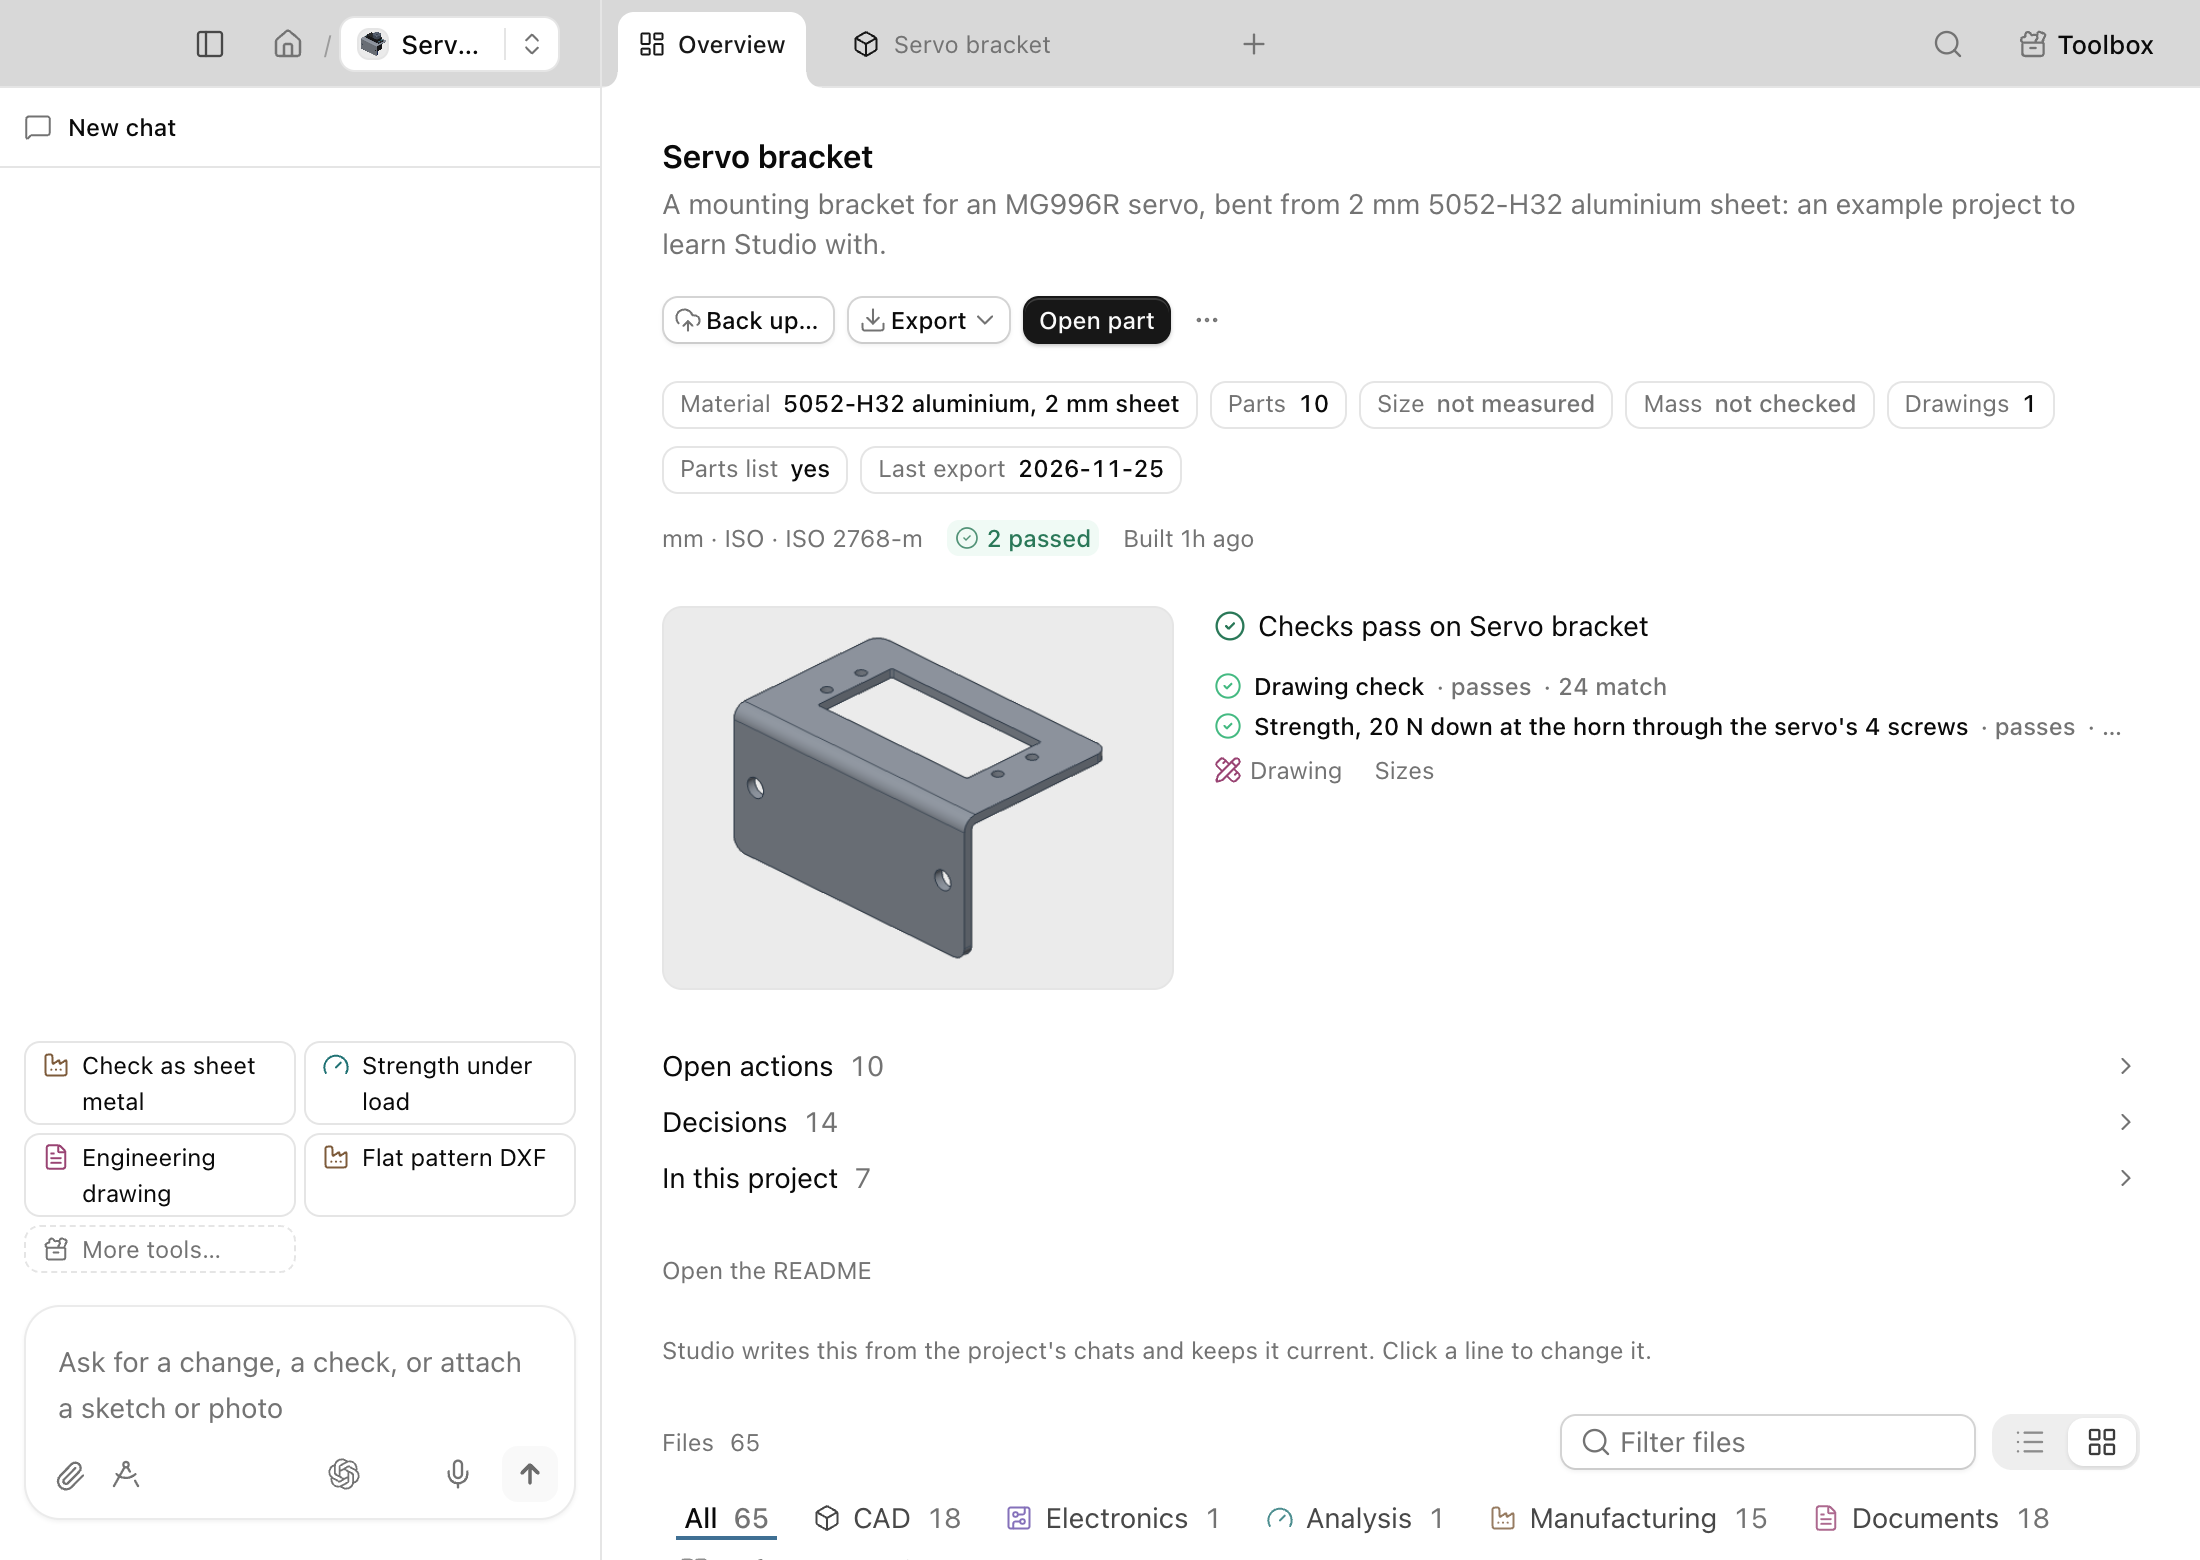 Serv...
Overview
Servo bracket
Toolbox
New chat
Servo bracket
A mounting bracket for an MG996R servo, bent from 2 mm 5052-H32 aluminium sheet: an example project to
learn Studio with.
Back up...
Export
Open part
Material 5052-H32 aluminium, 2 mm sheet
Parts 10
Size not measured
Mass not checked
Drawings 1
Parts list yes
Last export 2026-11-25
mm · ISO · ISO 2768-m
2 passed
Built 1h ago
Checks pass on Servo bracket
Drawing check · passes · 24 match
Strength, 20 N down at the horn through the servo's 4 screws · passes · ...
Drawing
Sizes
Open actions 10
Decisions 14
In this project 7
Open the README
Studio writes this from the project's chats and keeps it current. Click a line to change it.
Check as sheet
metal
Strength under
load
Engineering
drawing
Flat pattern DXF
More tools...
Ask for a change, a check, or attach
a sketch or photo
Files 65
Filter files
All 65
CAD 18
Electronics 1
Analysis 1
Manufacturing 15
Documents 18